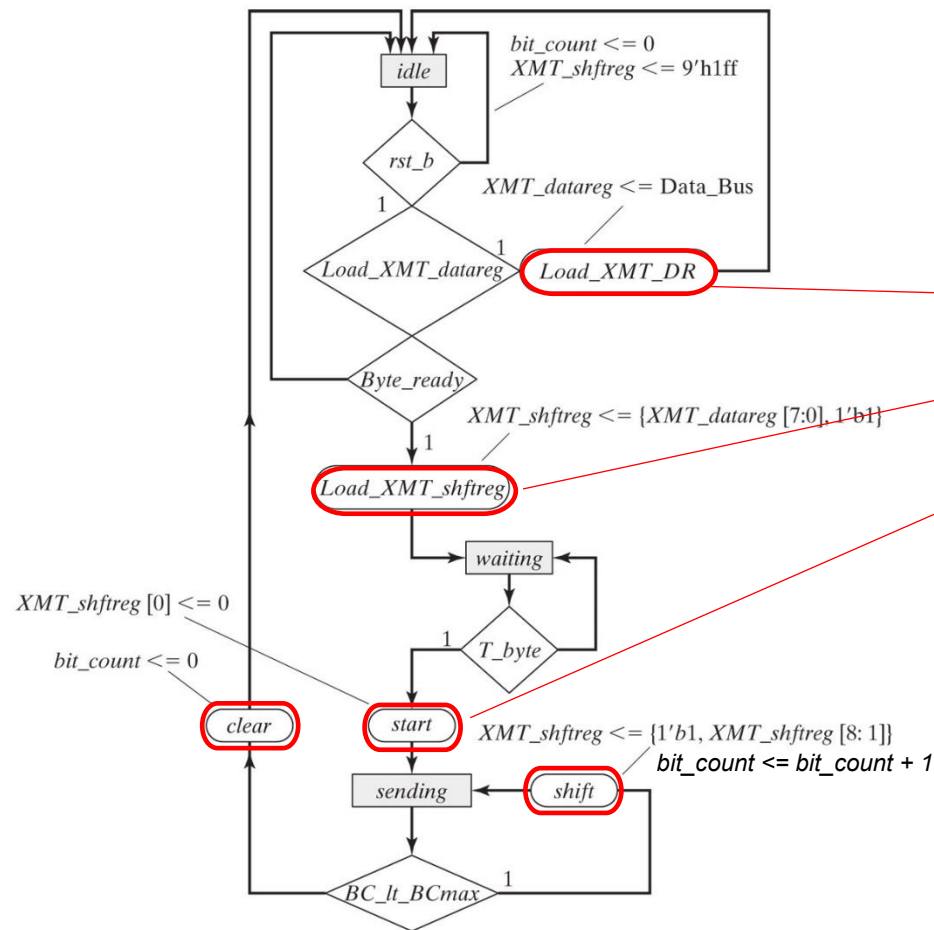 bit_count <= 0
XMT_shftreg <= 9'h1ff
idle
rst_b
XMT_datareg <= Data_Bus
1
1
Load_XMT_datareg
Load_XMT_DR
Byte_ready
XMT_shftreg <= {XMT_datareg [7:0], 1'b1}
1
Load_XMT_shftreg
waiting
XMT_shftreg [0] <= 0
1
T_byte
bit_count <= 0
clear
start
XMT_shftreg <= {1'b1, XMT_shftreg [8: 1]}
bit_count <= bit_count + 1
sending
shift
BC_lt_BCmax
1